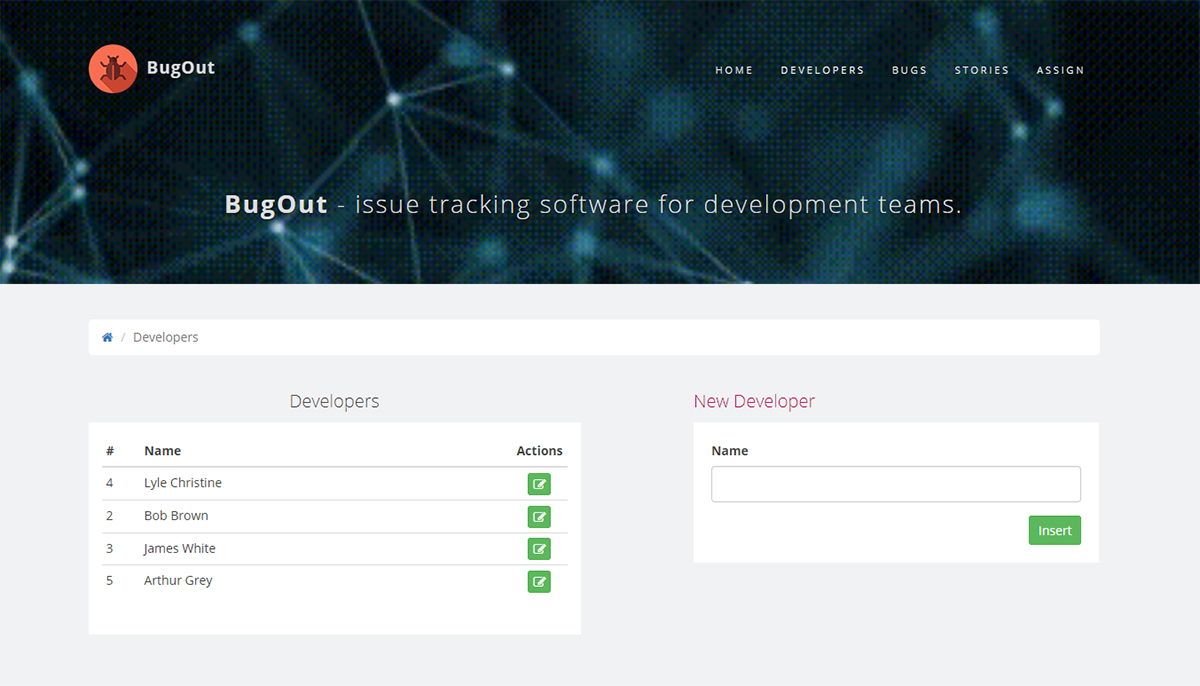 BugOut
HOME DEVELOPERS BUGS STORIES ASSIGN
BugOut - issue tracking software for development teams.
/ Developers
Developers
# Name Actions
4 Lyle Christine
2 Bob Brown
3 James White
5 Arthur Grey
New Developer
Name
Insert